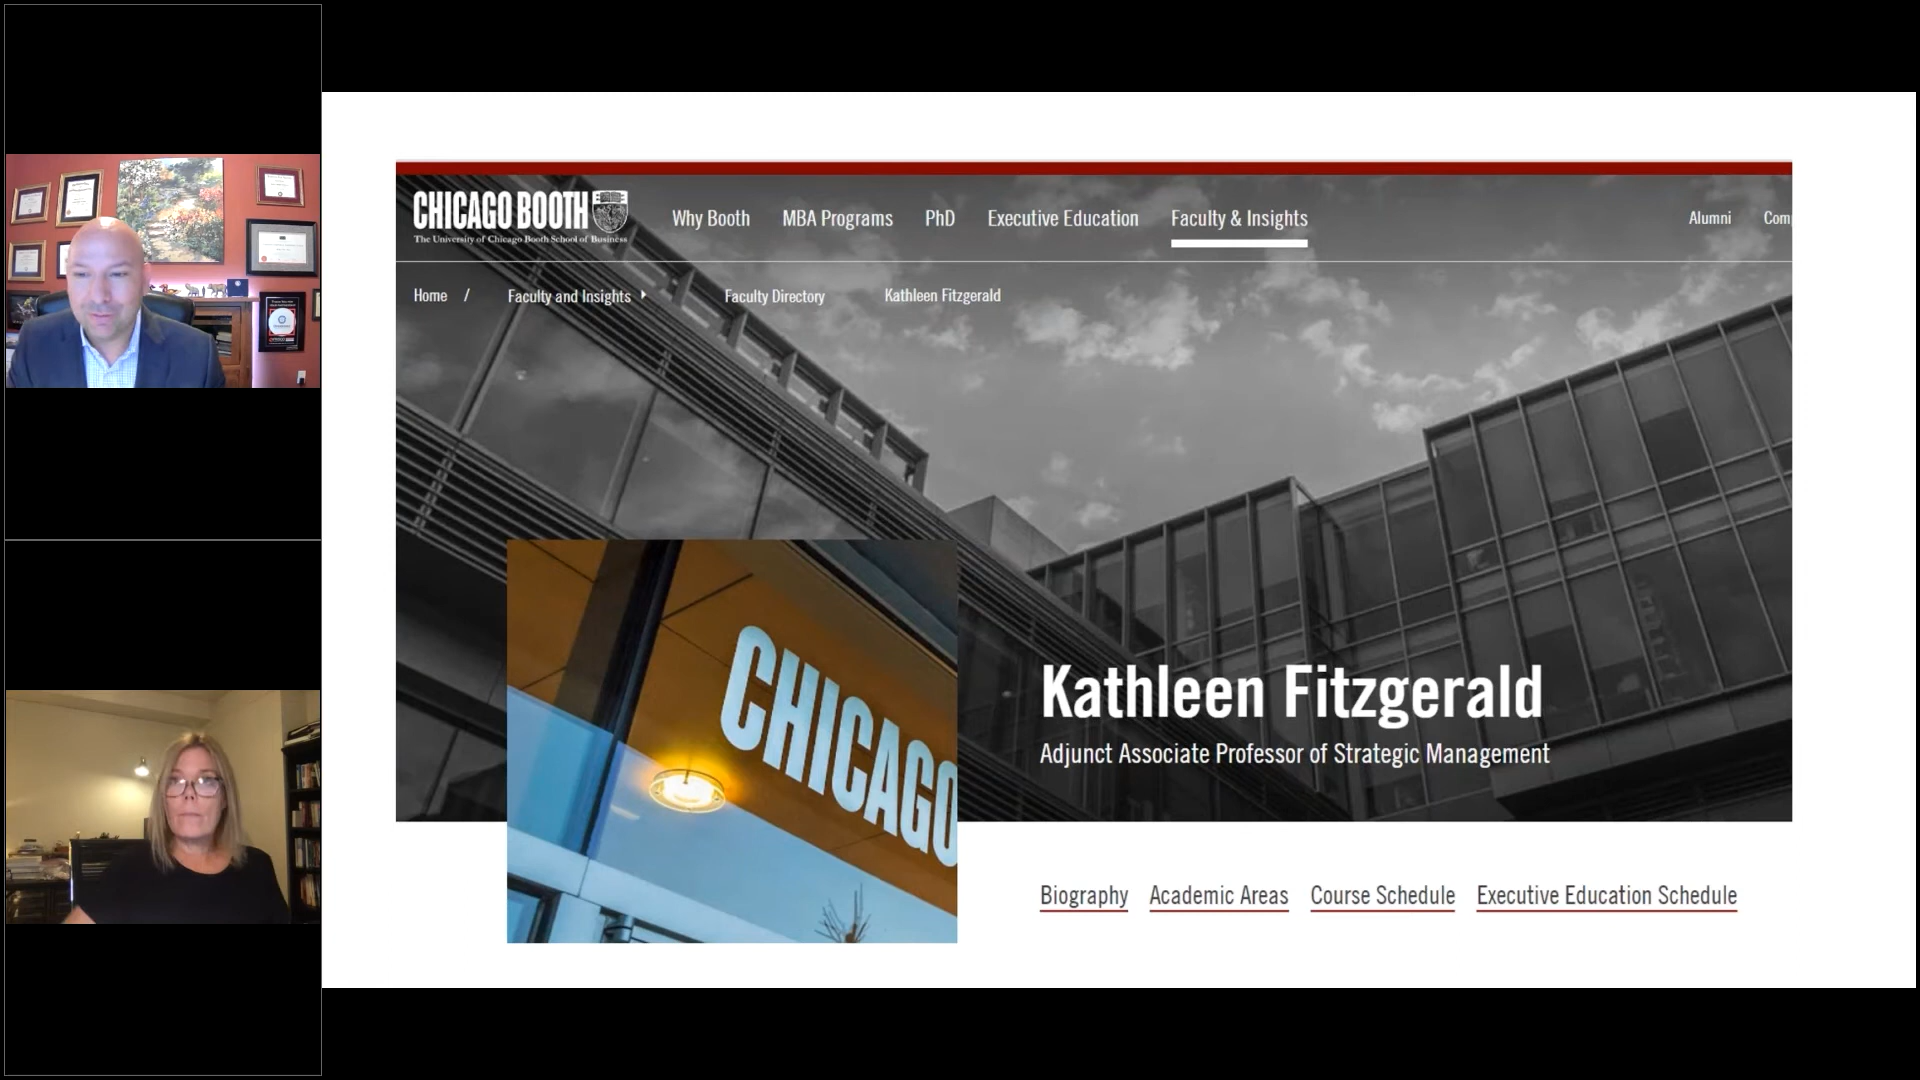 CHICAGO BOOTH
The University of Chicago Booth School of Business
Why Booth MBA Programs PhD Executive Education Faculty & Insights
Alumni
Home / Faculty and Insights Faculty Directory Kathleen Fitzgerald
CHICAGO
Kathleen Fitzgerald
Adjunct Associate Professor of Strategic Management
Biography Academic Areas Course Schedule Executive Education Schedule